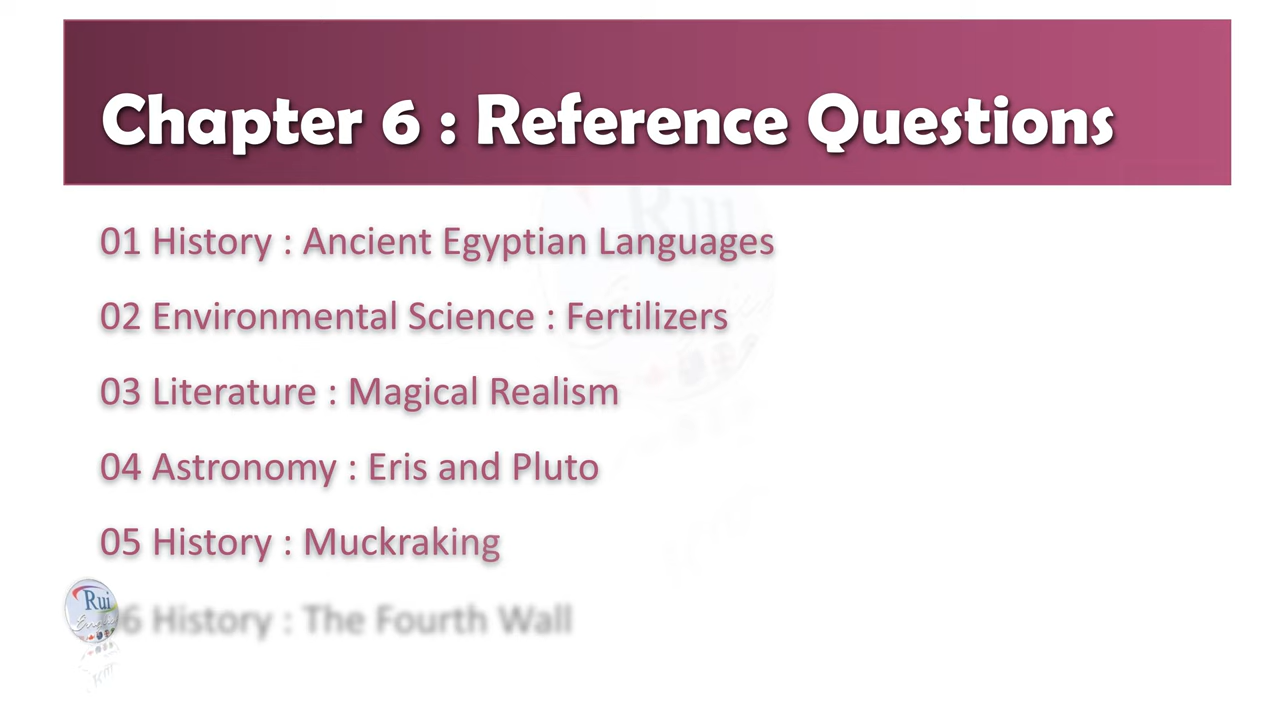 Chapter 6 : Reference Questions
01 History : Ancient Egyptian Languages
02 Environmental Science : Fertilizers
03 Literature : Magical Realism
04 Astronomy : Eris and Pluto
05 History : Muckraking
6 History : The Fourth Wall
Rui